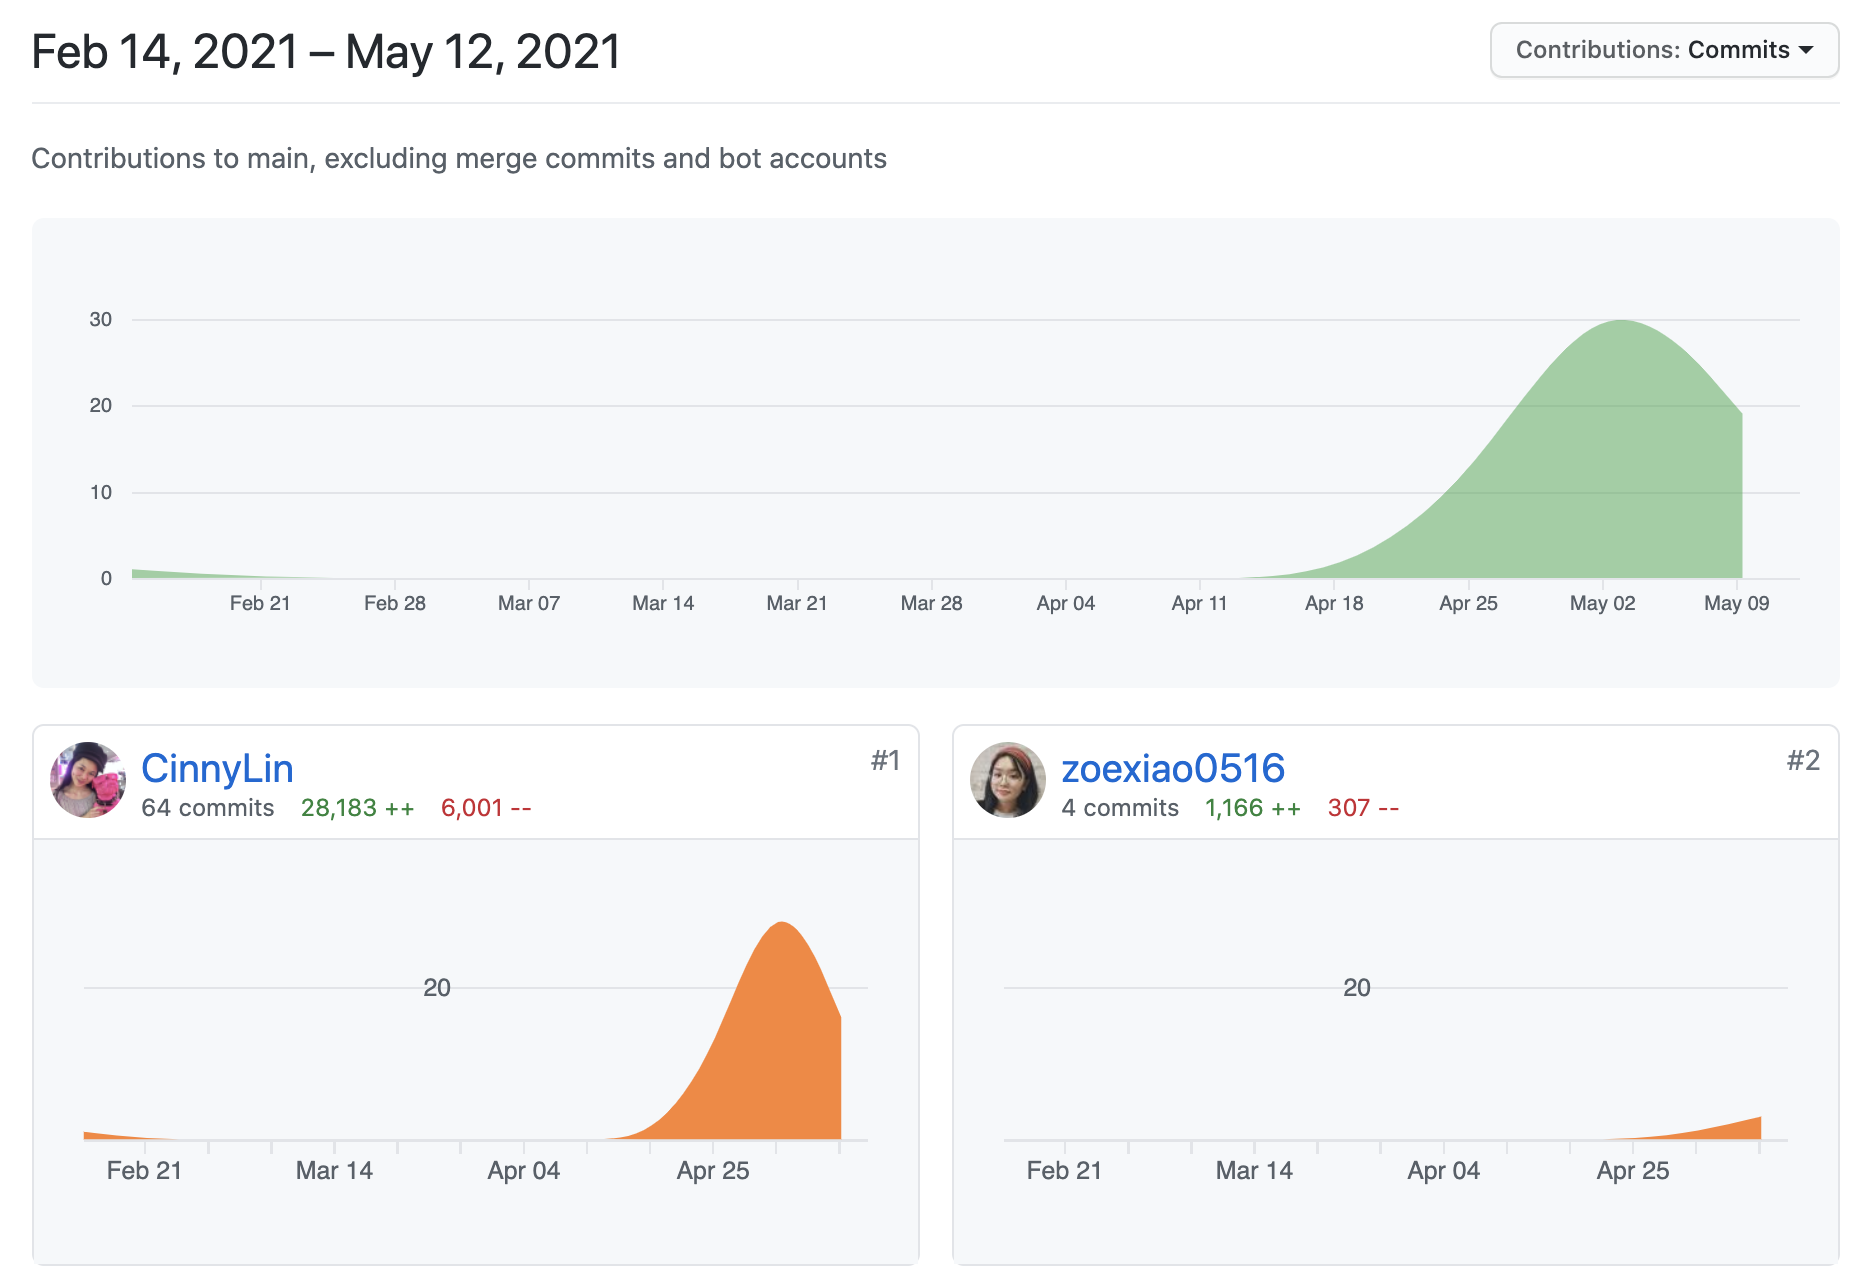 Feb 14, 2021 – May 12, 2021
Contributions: Commits
Contributions to main, excluding merge commits and bot accounts
30
20
10
0
Feb 21 Feb 28 Mar 07 Mar 14 Mar 21 Mar 28 Apr 04 Apr 11 Apr 18 Apr 25 May 02 May 09
CinnyLin
#1
64 commits 28,183 ++ 6,001 --
20
Feb 21 Mar 14 Apr 04 Apr 25
zoexiao0516
#2
4 commits 1,166 ++ 307 --
20
Feb 21 Mar 14 Apr 04 Apr 25